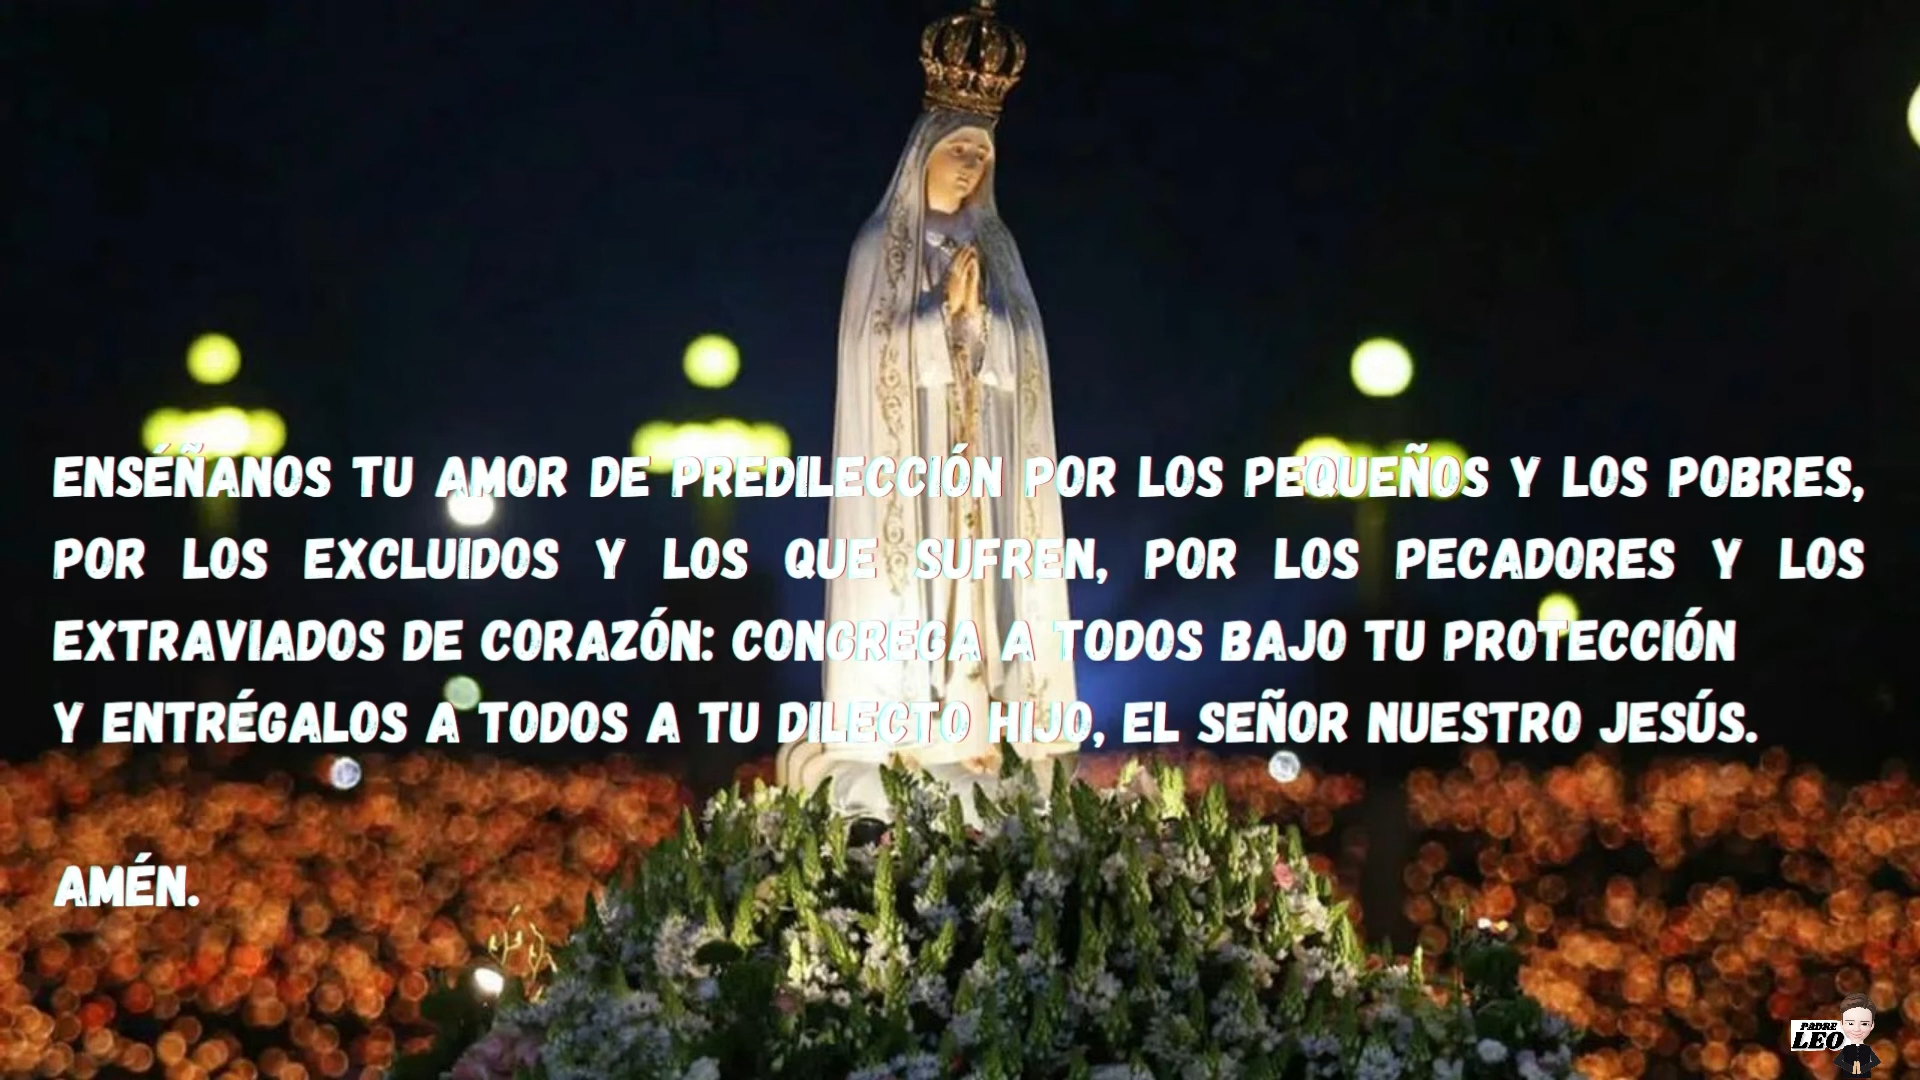 ENSÉÑANOS TU AMOR DE PREDILECCIÓN POR LOS PEQUEÑOS Y LOS POBRES,
POR LOS EXCLUIDOS Y LOS QUE SUFREN, POR LOS PECADORES Y LOS
EXTRAVIADOS DE CORAZÓN: CONGREGA A TODOS BAJO TU PROTECCIÓN
Y ENTRÉGALOS A TODOS A TU DILECTO HIJO, EL SEÑOR NUESTRO JESÚS.
AMÉN.
PADRE
LEO